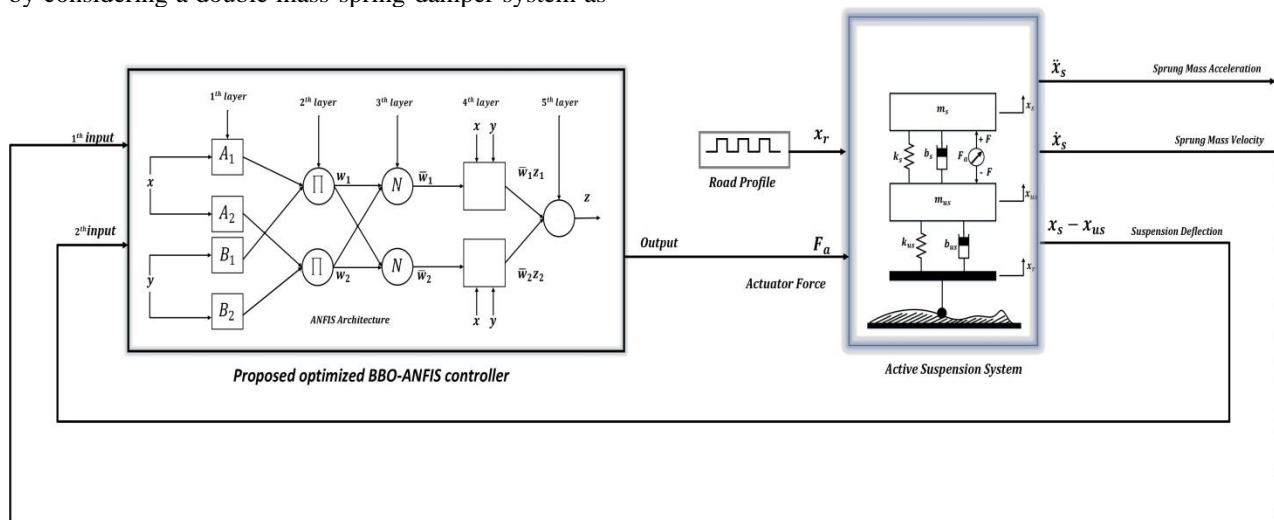 by considering a double mass-spring-damper system as
1ᵗʰ layer
2ᵗʰ layer
3ᵗʰ layer
4ᵗʰ layer
5ᵗʰ layer
1ᵗʰ input
2ᵗʰ input
x
y
A₁
A₂
B₁
B₂
∏
∏
w₁
w₂
N
N
w̅₁
w̅₂
x y
x y
w̅₁z₁
w̅₂z₂
z
ANFIS Architecture
Proposed optimized BBO-ANFIS controller
Output
Road Profile
xᵣ
Fₐ
Actuator Force
mₛ
xₛ
kₛ
bₛ
Fₐ
+ F
- F
mᵤₛ
xᵤₛ
kᵤₛ
bᵤₛ
xᵣ
Active Suspension System
ẍₛ
Sprung Mass Acceleration
ẋₛ
Sprung Mass Velocity
xₛ − xᵤₛ
Suspension Deflection